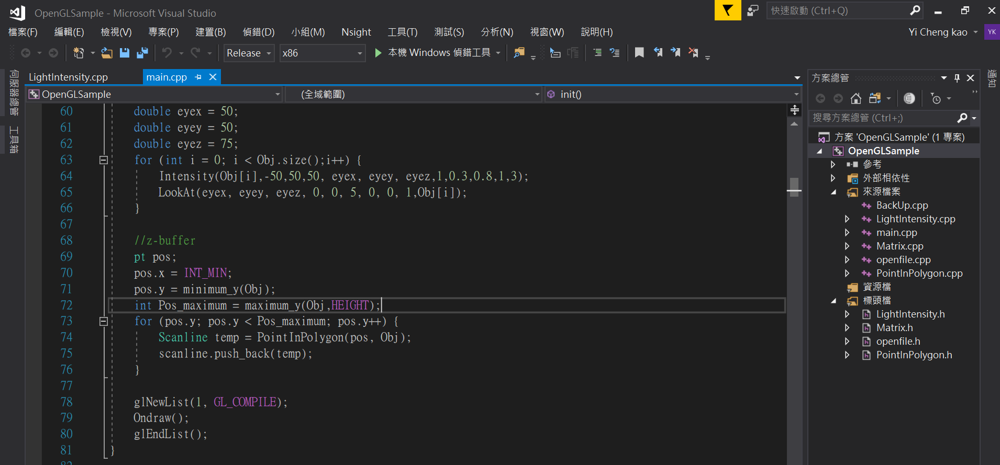 OpenGLSample - Microsoft Visual Studio
快速啟動 (Ctrl+Q)
檔案(F) 編輯(E) 檢視(V) 專案(P) 建置(B) 偵錯(D) 小組(M) Nsight 工具(T) 測試(S) 分析(N) 視窗(W) 說明(H)
Yi Cheng kao YK
Release x86 本機 Windows 偵錯工具
伺服器總管
工具箱
LightIntensity.cpp main.cpp
OpenGLSample (全域範圍) init()
60 double eyex = 50;
61 double eyey = 50;
62 double eyez = 75;
63 for (int i = 0; i < Obj.size();i++) {
64 Intensity(Obj[i],-50,50,50, eyex, eyey, eyez,1,0.3,0.8,1,3);
65 LookAt(eyex, eyey, eyez, 0, 0, 5, 0, 0, 1,Obj[i]);
66 }
67
68 //z-buffer
69 pt pos;
70 pos.x = INT_MIN;
71 pos.y = minimum_y(Obj);
72 int Pos_maximum = maximum_y(Obj,HEIGHT);
73 for (pos.y; pos.y < Pos_maximum; pos.y++) {
74 Scanline temp = PointInPolygon(pos, Obj);
75 scanline.push_back(temp);
76 }
77
78 glNewList(1, GL_COMPILE);
79 Ondraw();
80 glEndList();
81 }
方案總管
搜尋方案總管 (Ctrl+;)
方案 'OpenGLSample' (1 專案)
OpenGLSample
參考
外部相依性
來源檔案
BackUp.cpp
LightIntensity.cpp
main.cpp
Matrix.cpp
openfile.cpp
PointInPolygon.cpp
資源檔
標頭檔
LightIntensity.h
Matrix.h
openfile.h
PointInPolygon.h
通知